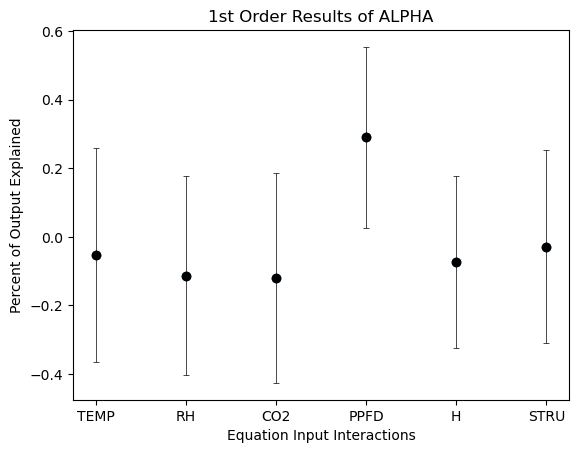 1st Order Results of ALPHA
Percent of Output Explained
0.6
0.4
0.2
0.0
−0.2
−0.4
TEMP RH CO2 PPFD H STRU
Equation Input Interactions